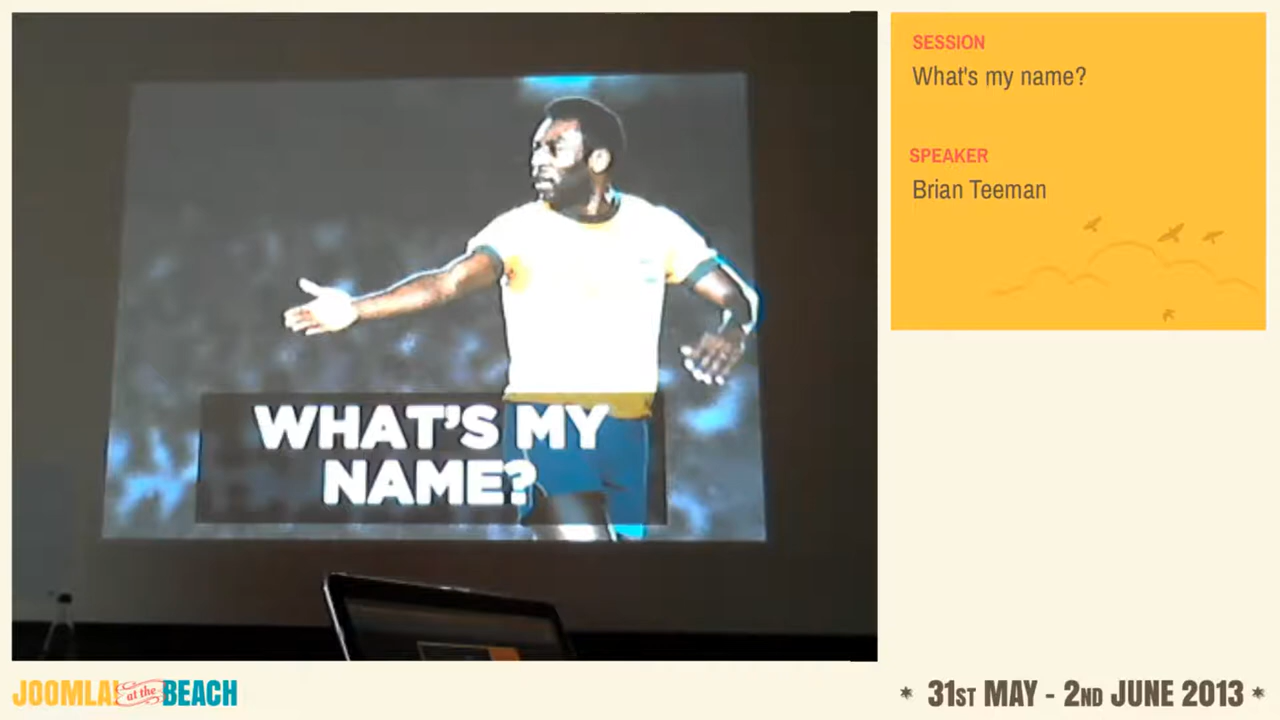 WHAT'S MY
NAME?
SESSION
What's my name?
SPEAKER
Brian Teeman
JOOMLA! at the BEACH
* 31ST MAY - 2ND JUNE 2013 *